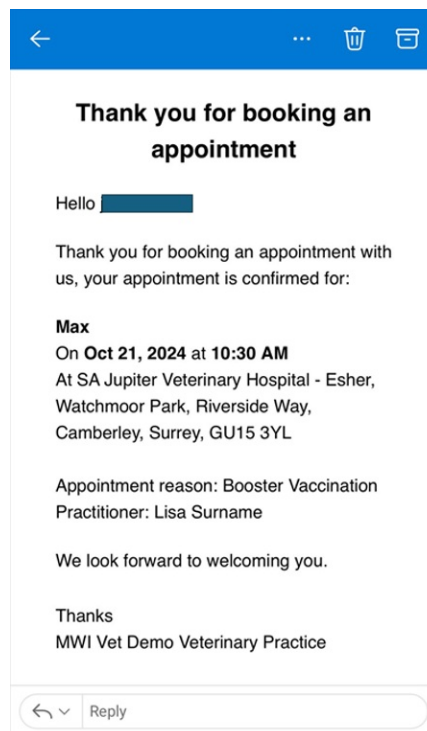 Thank you for booking an
appointment
Hello
Thank you for booking an appointment with
us, your appointment is confirmed for:
Max
On Oct 21, 2024 at 10:30 AM
At SA Jupiter Veterinary Hospital - Esher,
Watchmoor Park, Riverside Way,
Camberley, Surrey, GU15 3YL
Appointment reason: Booster Vaccination
Practitioner: Lisa Surname
We look forward to welcoming you.
Thanks
MWI Vet Demo Veterinary Practice
Reply